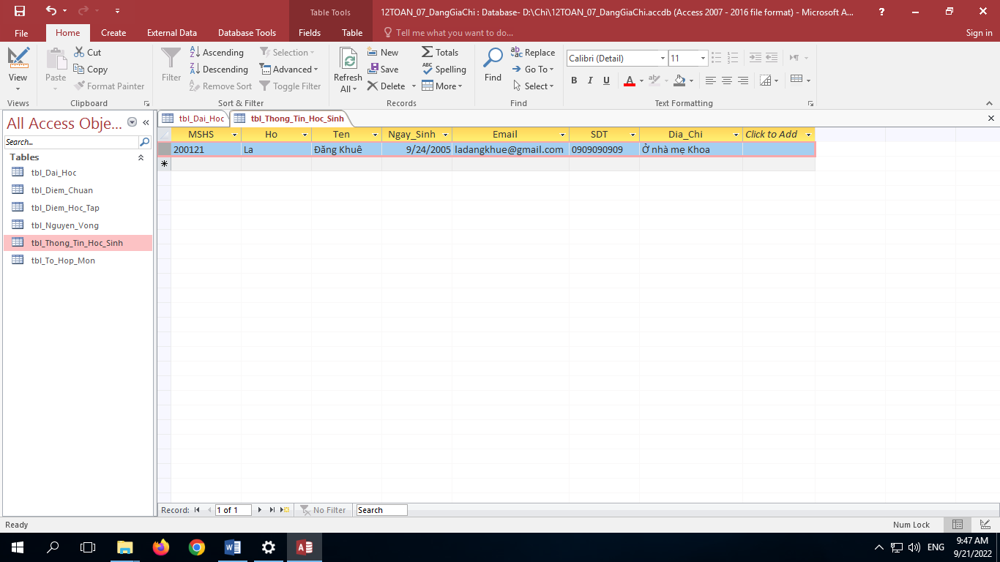 Table Tools
12TOAN_07_DangGiaChi : Database- D:\Chi\12TOAN_07_DangGiaChi.accdb (Access 2007 - 2016 file format) - Microsoft A...
File Home Create External Data Database Tools Fields Table Tell me what you want to do... Sign in
View
Views
Paste
Cut
Copy
Format Painter
Clipboard
Filter
Ascending
Descending
Remove Sort
Selection
Advanced
Toggle Filter
Sort & Filter
Refresh
All
New
Save
Delete
Totals
Spelling
More
Records
Find
Replace
Go To
Select
Find
Calibri (Detail) 11
B I U A ab
Text Formatting
All Access Obje...
Search...
Tables
tbl_Dai_Hoc
tbl_Diem_Chuan
tbl_Diem_Hoc_Tap
tbl_Nguyen_Vong
tbl_Thong_Tin_Hoc_Sinh
tbl_To_Hop_Mon
tbl_Dai_Hoc tbl_Thong_Tin_Hoc_Sinh
MSHS Ho Ten Ngay_Sinh Email SDT Dia_Chi Click to Add
200121 La Đăng Khuê 9/24/2005 ladangkhue@gmail.com 0909090909 Ở nhà mẹ Khoa
Record: 1 of 1 No Filter Search
Ready Num Lock
ENG 9:47 AM
9/21/2022